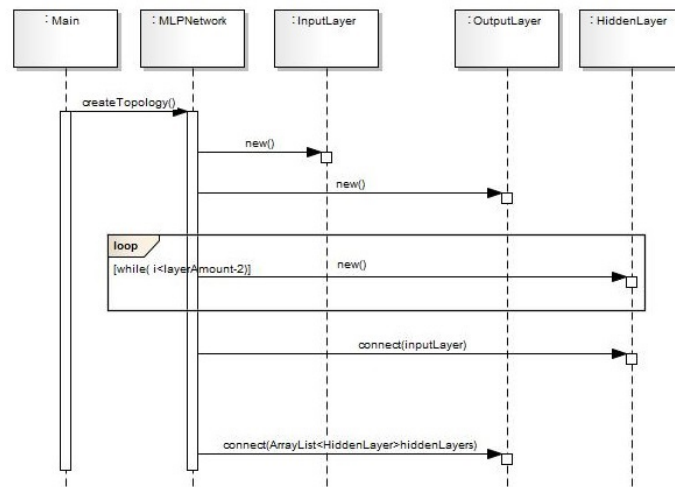 : Main
: MLPNetwork
: InputLayer
: OutputLayer
: HiddenLayer
createTopology()
new()
new()
loop
[while( i<layerAmount-2)]
new()
connect(inputLayer)
connect(ArrayList<HiddenLayer>hiddenLayers)